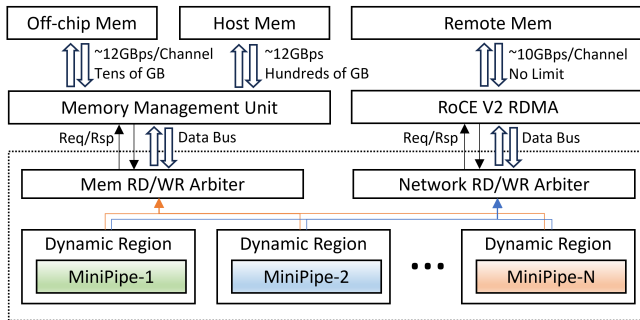 Off-chip Mem
Host Mem
Remote Mem
~12GBps/Channel
Tens of GB
~12GBps
Hundreds of GB
~10GBps/Channel
No Limit
Memory Management Unit
RoCE V2 RDMA
Req/Rsp
Data Bus
Req/Rsp
Data Bus
Mem RD/WR Arbiter
Network RD/WR Arbiter
Dynamic Region
MiniPipe-1
Dynamic Region
MiniPipe-2
Dynamic Region
MiniPipe-N